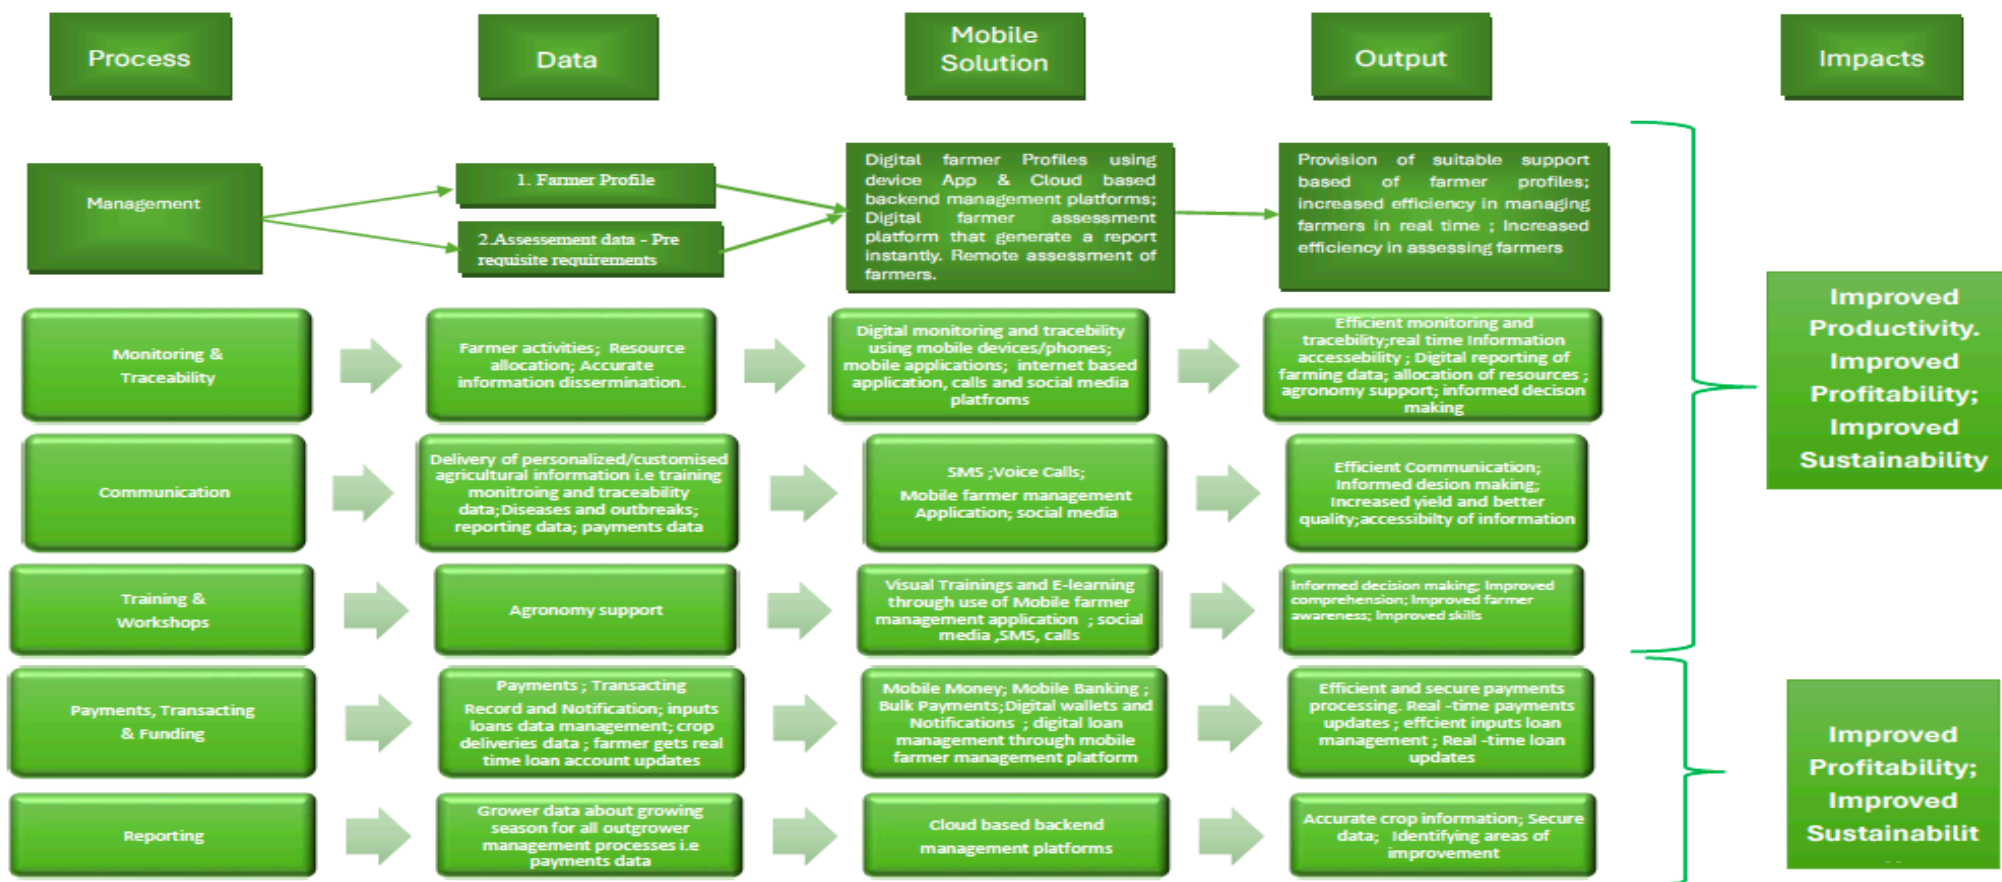 Process
Data
Mobile
Solution
Output
Impacts
Management
1. Farmer Profile
2.Assessement data - Pre
requisite requirements
Digital farmer Profiles using
device App & Cloud based
backend management platforms;
Digital farmer assessment
platform that generate a report
instantly. Remote assessment of
farmers.
Provision of suitable support
based of farmer profiles;
increased efficiency in managing
farmers in real time ; Increased
efficiency in assessing farmers
Monitoring &
Traceability
Farmer activities; Resource
allocation; Accurate
information dissermination.
Digital monitoring and tracebility
using mobile devices/phones;
mobile applications; internet based
application, calls and social media
platfroms
Efficient monitoring and
tracebility;real time Information
accessebility ; Digital reporting of
farming data; allocation of resources ;
agronomy support; informed decison
making
Communication
Delivery of personalized/customised
agricultural information i.e training
monitroing and traceability
data;Diseases and outbreaks;
reporting data; payments data
SMS ;Voice Calls;
Mobile farmer management
Application; social media
Efficient Communication;
Informed desion making;
Increased yield and better
quality;accessibilty of information
Training &
Workshops
Agronomy support
Visual Trainings and E-learning
through use of Mobile farmer
management application ; social
media ,SMS, calls
Informed decision making; Improved
comprehension; Improved farmer
awareness; Improved skills
Payments, Transacting
& Funding
Payments ; Transacting
Record and Notification; inputs
loans data management; crop
deliveries data ; farmer gets real
time loan account updates
Mobile Money; Mobile Banking ;
Bulk Payments;Digital wallets and
Notifications ; digital loan
management through mobile
farmer management platform
Efficient and secure payments
processing. Real -time payments
updates ; effcient inputs loan
management ; Real -time loan
updates
Reporting
Grower data about growing
season for all outgrower
management processes i.e
payments data
Cloud based backend
management platforms
Accurate crop information; Secure
data; Identifying areas of
improvement
Improved
Productivity.
Improved
Profitability;
Improved
Sustainability
Improved
Profitability;
Improved
Sustainabilit